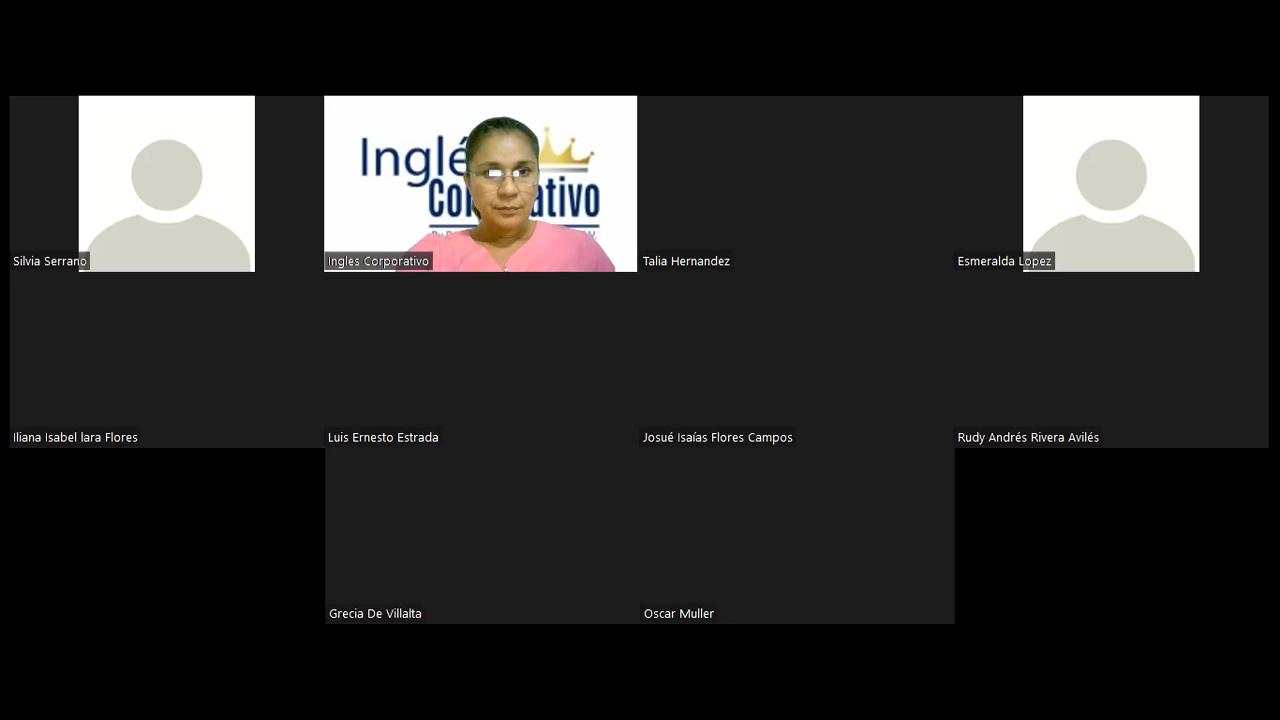 Inglé
Co
ativo
Silvia Serrano
Ingles Corporativo
Talia Hernandez
Esmeralda Lopez
Iliana Isabel lara Flores
Luis Ernesto Estrada
Josué Isaías Flores Campos
Rudy Andrés Rivera Avilés
Grecia De Villalta
Oscar Muller